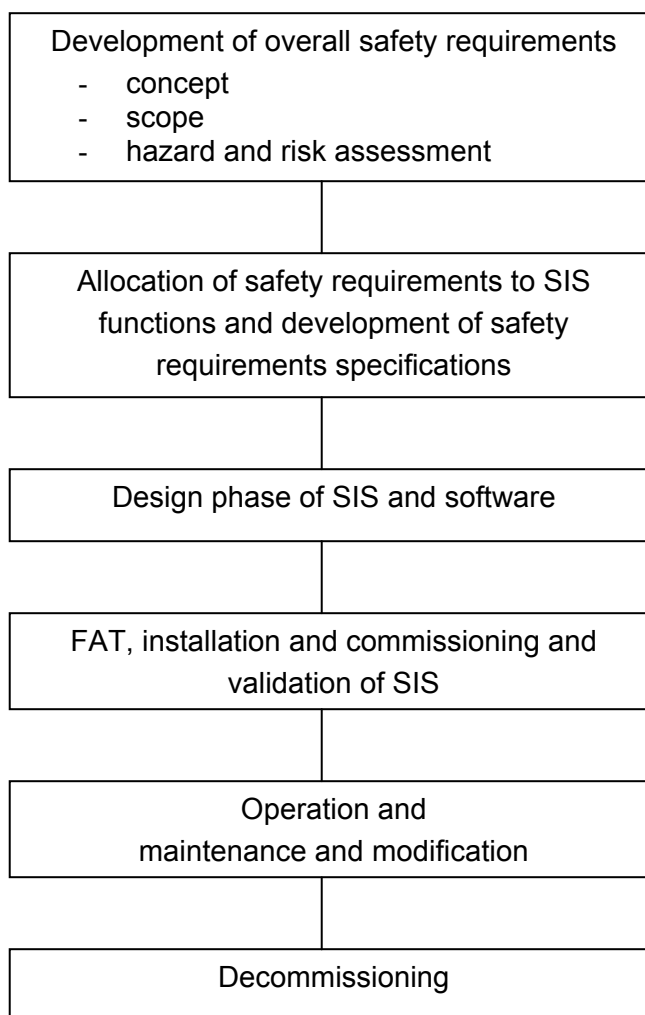 Development of overall safety requirements
- concept
- scope
- hazard and risk assessment
Allocation of safety requirements to SIS
functions and development of safety
requirements specifications
Design phase of SIS and software
FAT, installation and commissioning and
validation of SIS
Operation and
maintenance and modification
Decommissioning